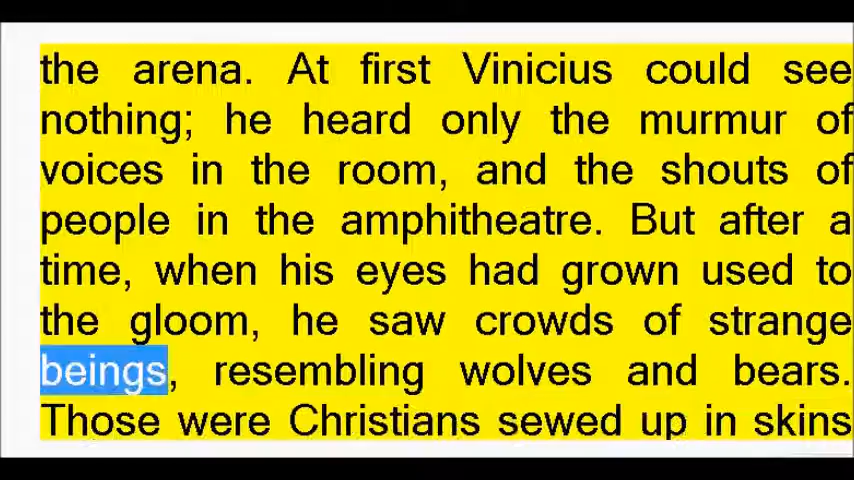 the arena. At first Vinicius could see
nothing; he heard only the murmur of
voices in the room, and the shouts of
people in the amphitheatre. But after a
time, when his eyes had grown used to
the gloom, he saw crowds of strange
beings, resembling wolves and bears.
Those were Christians sewed up in skins